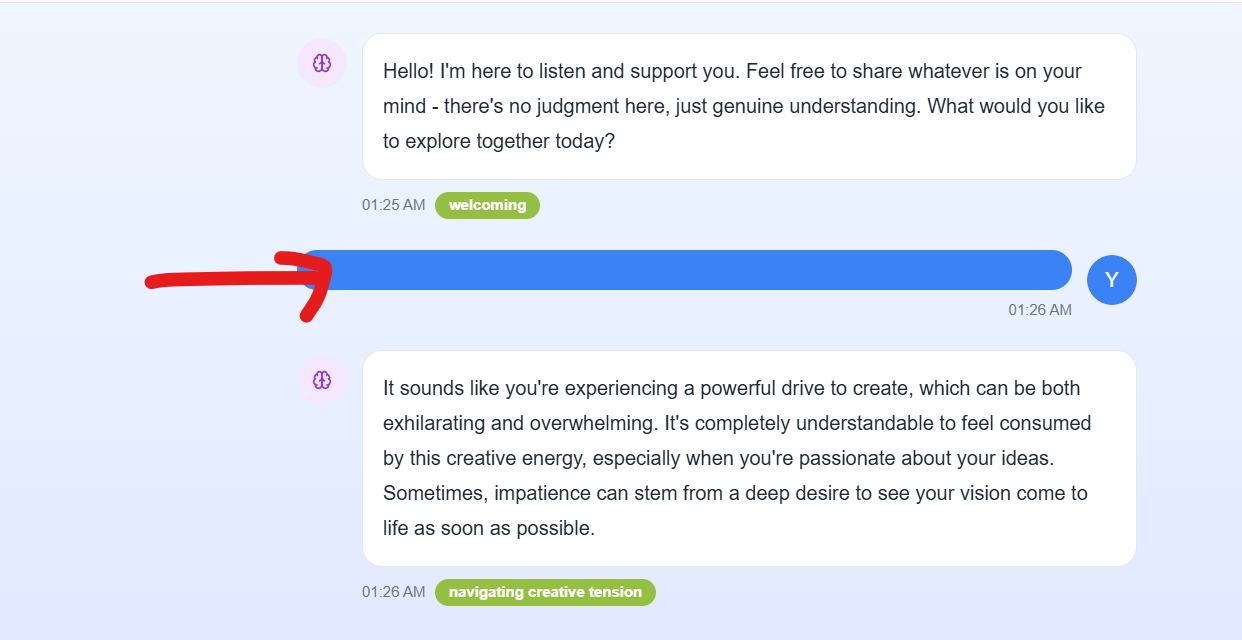 Hello! I'm here to listen and support you. Feel free to share whatever is on your
mind - there's no judgment here, just genuine understanding. What would you like
to explore together today?
01:25 AM welcoming
Y
01:26 AM
It sounds like you're experiencing a powerful drive to create, which can be both
exhilarating and overwhelming. It's completely understandable to feel consumed
by this creative energy, especially when you're passionate about your ideas.
Sometimes, impatience can stem from a deep desire to see your vision come to
life as soon as possible.
01:26 AM navigating creative tension